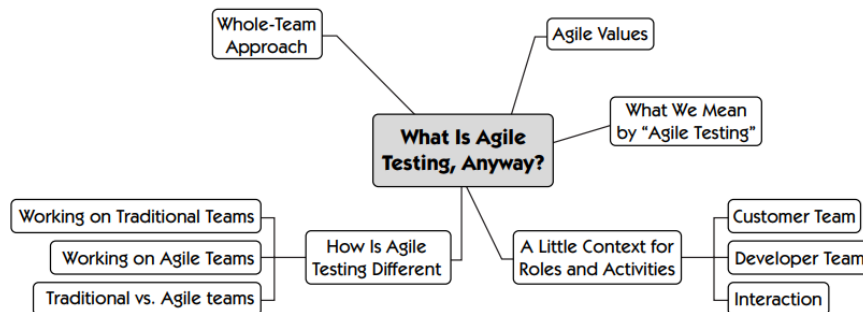 Whole-Team
Approach
Agile Values
What We Mean
by “Agile Testing”
What Is Agile
Testing, Anyway?
Working on Traditional Teams
Working on Agile Teams
Traditional vs. Agile teams
How Is Agile
Testing Different
A Little Context for
Roles and Activities
Customer Team
Developer Team
Interaction